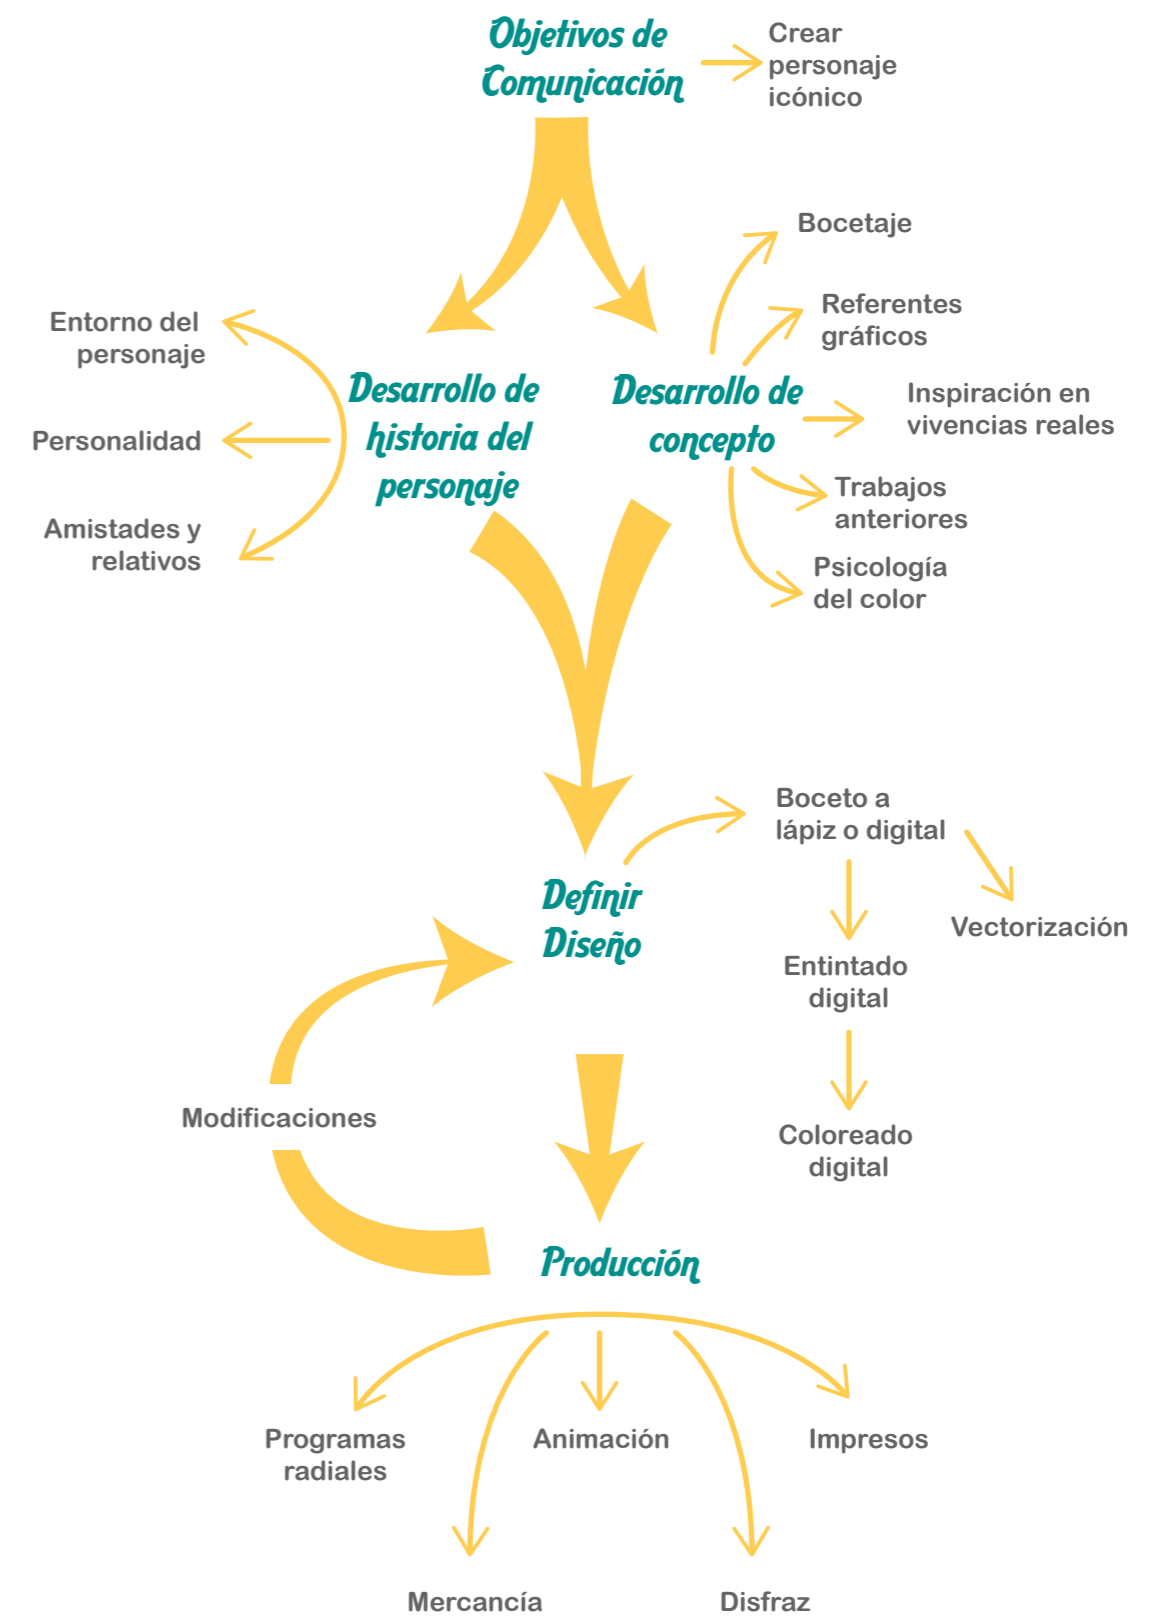 Objetivos de
Comunicación
Crear
personaje
icónico
Bocetaje
Referentes
gráficos
Entorno del
personaje
Personalidad
Amistades y
relativos
Desarrollo de
historia del
personaje
Desarrollo de
concepto
Inspiración en
vivencias reales
Trabajos
anteriores
Psicología
del color
Definir
Diseño
Boceto a
lápiz o digital
Vectorización
Entintado
digital
Coloreado
digital
Modificaciones
Producción
Programas
radiales
Animación
Impresos
Mercancía
Disfraz